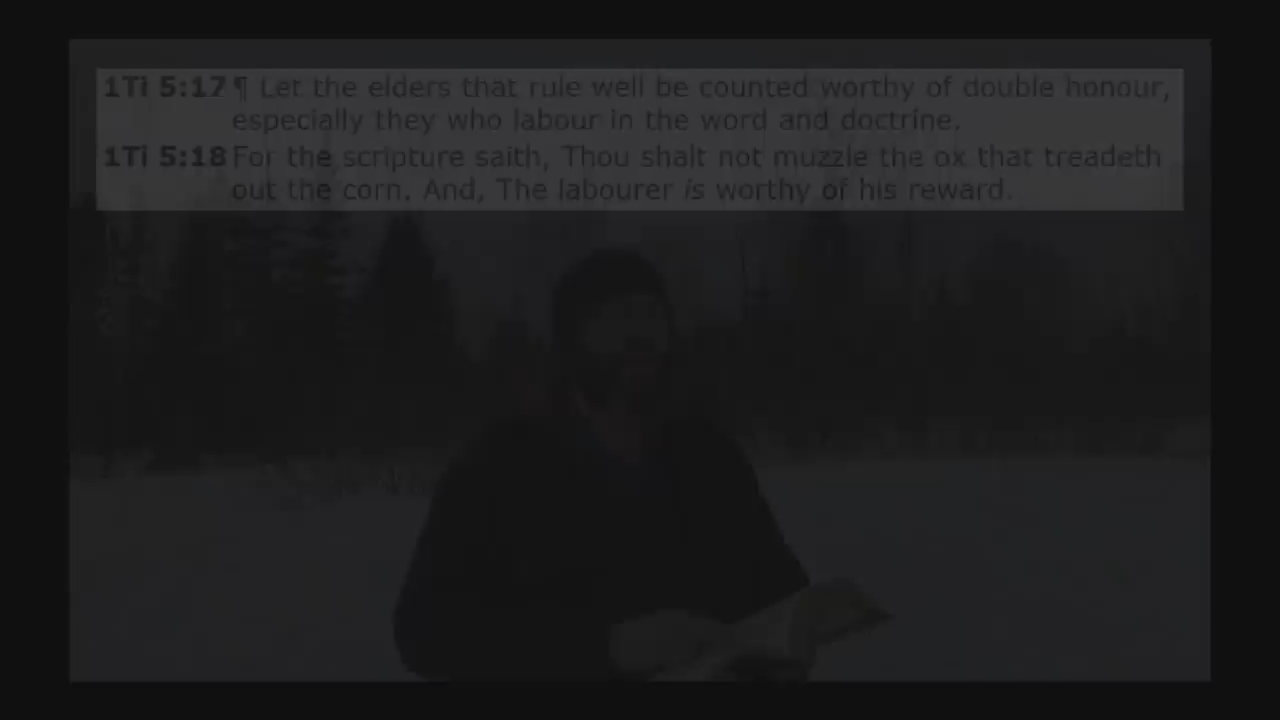 1Ti 5:17¶ Let the elders that rule well be counted worthy of double honour,
especially they who labour in the word and doctrine.
1Ti 5:18 For the scripture saith, Thou shalt not muzzle the ox that treadeth
out the corn. And, The labourer is worthy of his reward.